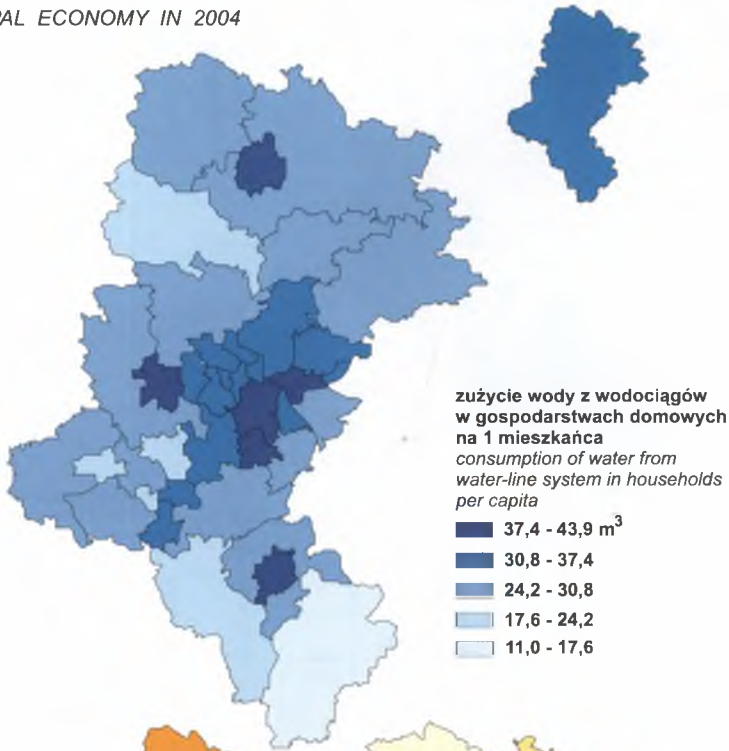 ECONOMY IN 2004
zużycie wody z wodociągów
w gospodarstwach domowych
na 1 mieszkańca
consumption of water from
water-line system in households
per capita
37,4 - 43,9 m³
30,8 - 37,4
24,2 - 30,8
17,6 - 24,2
11,0 - 17,6